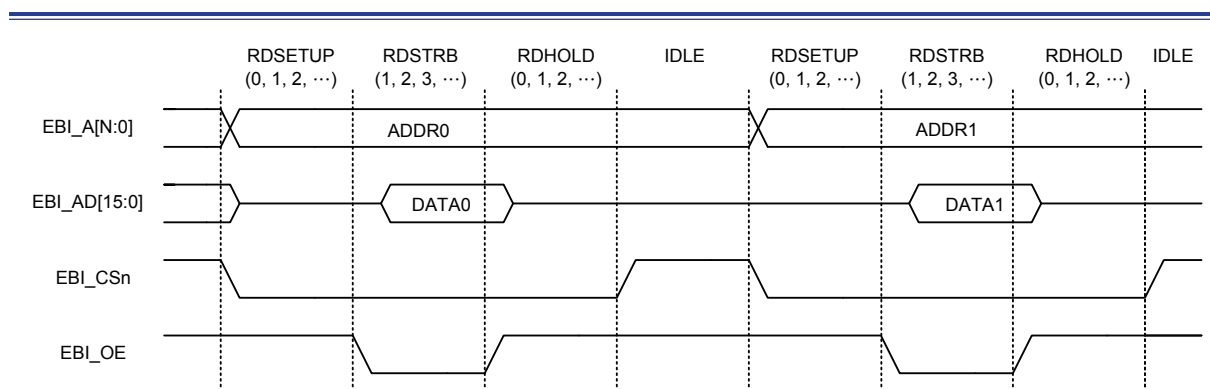 RDSETUP RDSTRB RDHOLD IDLE RDSETUP RDSTRB RDHOLD IDLE
(0, 1, 2, ⋯) (1, 2, 3, ⋯) (0, 1, 2, ⋯) (0, 1, 2, ⋯) (1, 2, 3, ⋯) (0, 1, 2, ⋯)
EBI_A[N:0] ADDR0 ADDR1
EBI_AD[15:0] DATA0 DATA1
EBI_CSn
EBI_OE